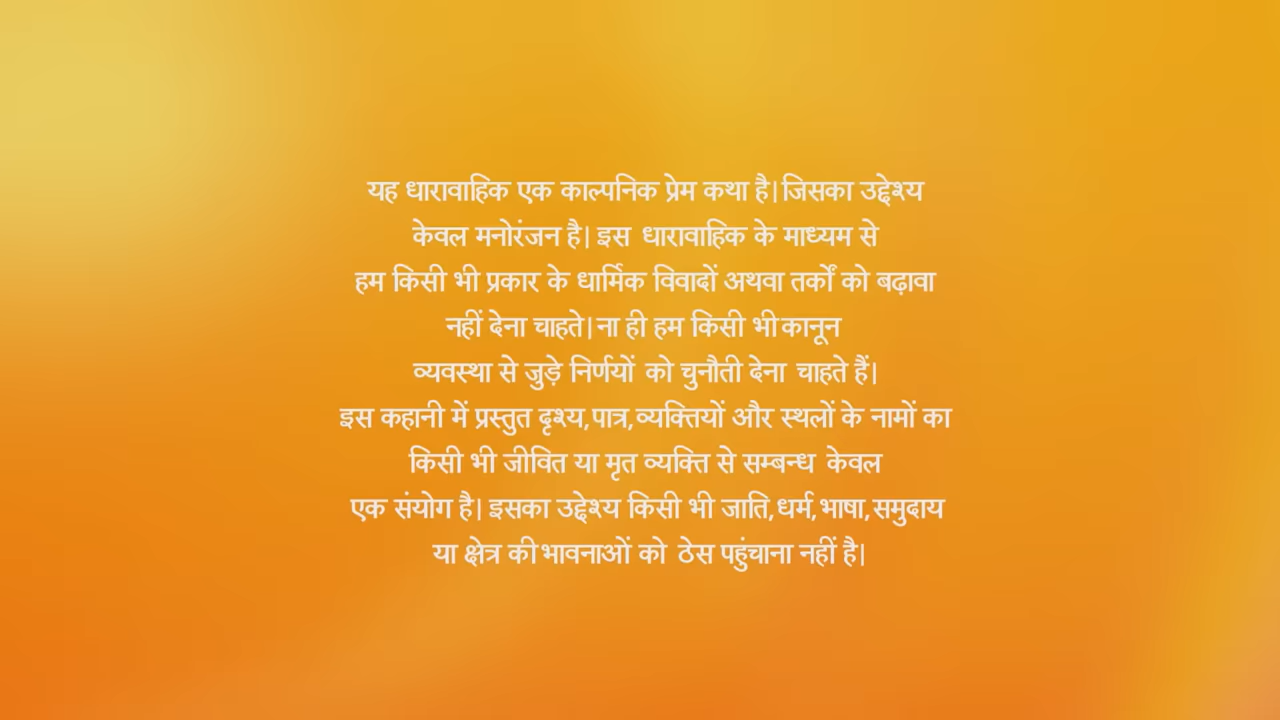 यह धारावाहिक एक काल्पनिक प्रेम कथा है|जिसका उद्देश्य
केवल मनोरंजन है| इस धारावाहिक के माध्यम से
हम किसी भी प्रकार के धार्मिक विवादों अथवा तर्कों को बढ़ावा
नहीं देना चाहते|ना ही हम किसी भी कानून
व्यवस्था से जुड़े निर्णयों को चुनौती देना चाहते हैं|
इस कहानी में प्रस्तुत दृश्य,पात्र,व्यक्तियों और स्थलों के नामों का
किसी भी जीवित या मृत व्यक्ति से सम्बन्ध केवल
एक संयोग है| इसका उद्देश्य किसी भी जाति,धर्म,भाषा,समुदाय
या क्षेत्र की भावनाओं को ठेस पहुंचाना नहीं है|